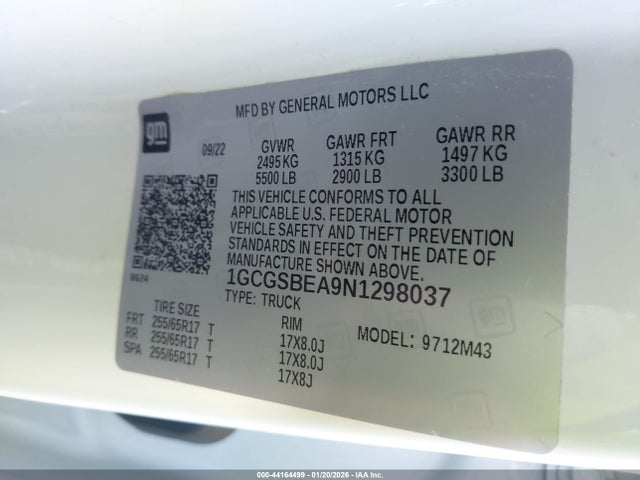 MFD BY GENERAL MOTORS LLC
gm
09/22
GVWR GAWR FRT GAWR RR
2495 KG 1315 KG 1497 KG
5500 LB 2900 LB 3300 LB
THIS VEHICLE CONFORMS TO ALL
APPLICABLE U.S. FEDERAL MOTOR
VEHICLE SAFETY AND THEFT PREVENTION
STANDARDS IN EFFECT ON THE DATE OF
MANUFACTURE SHOWN ABOVE.
0624
1GCGSBEA9N1298037
TYPE: TRUCK
TIRE SIZE RIM MODEL: 9712M43
FRT 255/65R17 T 17X8.0J
RR 255/65R17 T 17X8.0J
SPA 255/65R17 T 17X8J
000-44164499 - 01/20/2026 - IAA Inc.